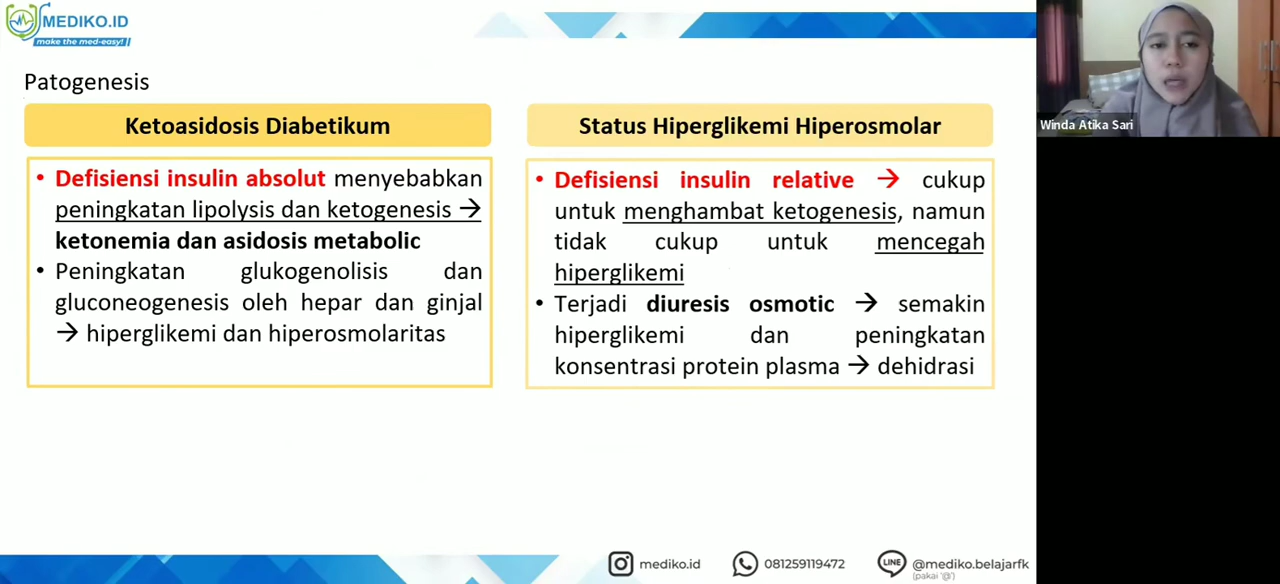 MEDIKO.ID
make the med-easy!
Winda Atika Sari
Patogenesis
Ketoasidosis Diabetikum
• Defisiensi insulin absolut menyebabkan
peningkatan lipolysis dan ketogenesis →
ketonemia dan asidosis metabolic
• Peningkatan glukogenolisis dan
gluconeogenesis oleh hepar dan ginjal
→ hiperglikemi dan hiperosmolaritas
Status Hiperglikemi Hiperosmolar
• Defisiensi insulin relative → cukup
untuk menghambat ketogenesis, namun
tidak cukup untuk mencegah
hiperglikemi
• Terjadi diuresis osmotic → semakin
hiperglikemi dan peningkatan
konsentrasi protein plasma → dehidrasi
mediko.id
081259119472
LINE
@mediko.belajarfk
(pakai '@')